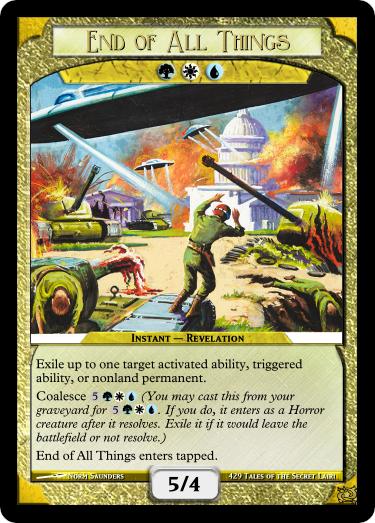 End of All Things
Instant — Revelation
Exile up to one target activated ability, triggered
ability, or nonland permanent.
Coalesce 5 (You may cast this from your
graveyard for 5 . If you do, it enters as a Horror
creature after it resolves. Exile it if it would leave the
battlefield or not resolve.)
End of All Things enters tapped.
Norm Saunders
429 Tales of the Secret Lair!
5/4